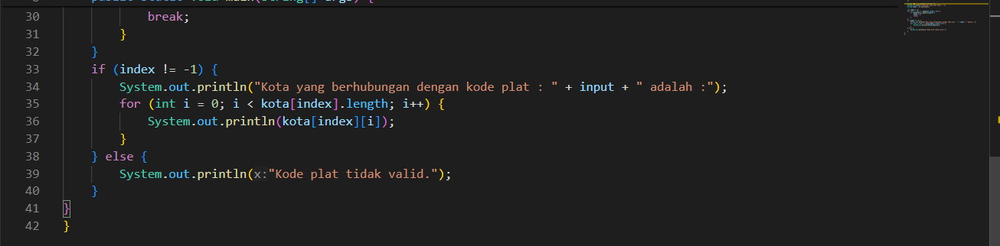 public static void main(String[] args) {
30 break;
31 }
32 }
33 if (index != -1) {
34 System.out.println("Kota yang berhubungan dengan kode plat : " + input + " adalah :");
35 for (int i = 0; i < kota[index].length; i++) {
36 System.out.println(kota[index][i]);
37 }
38 } else {
39 System.out.println(x:"Kode plat tidak valid.");
40 }
41 }
42 }